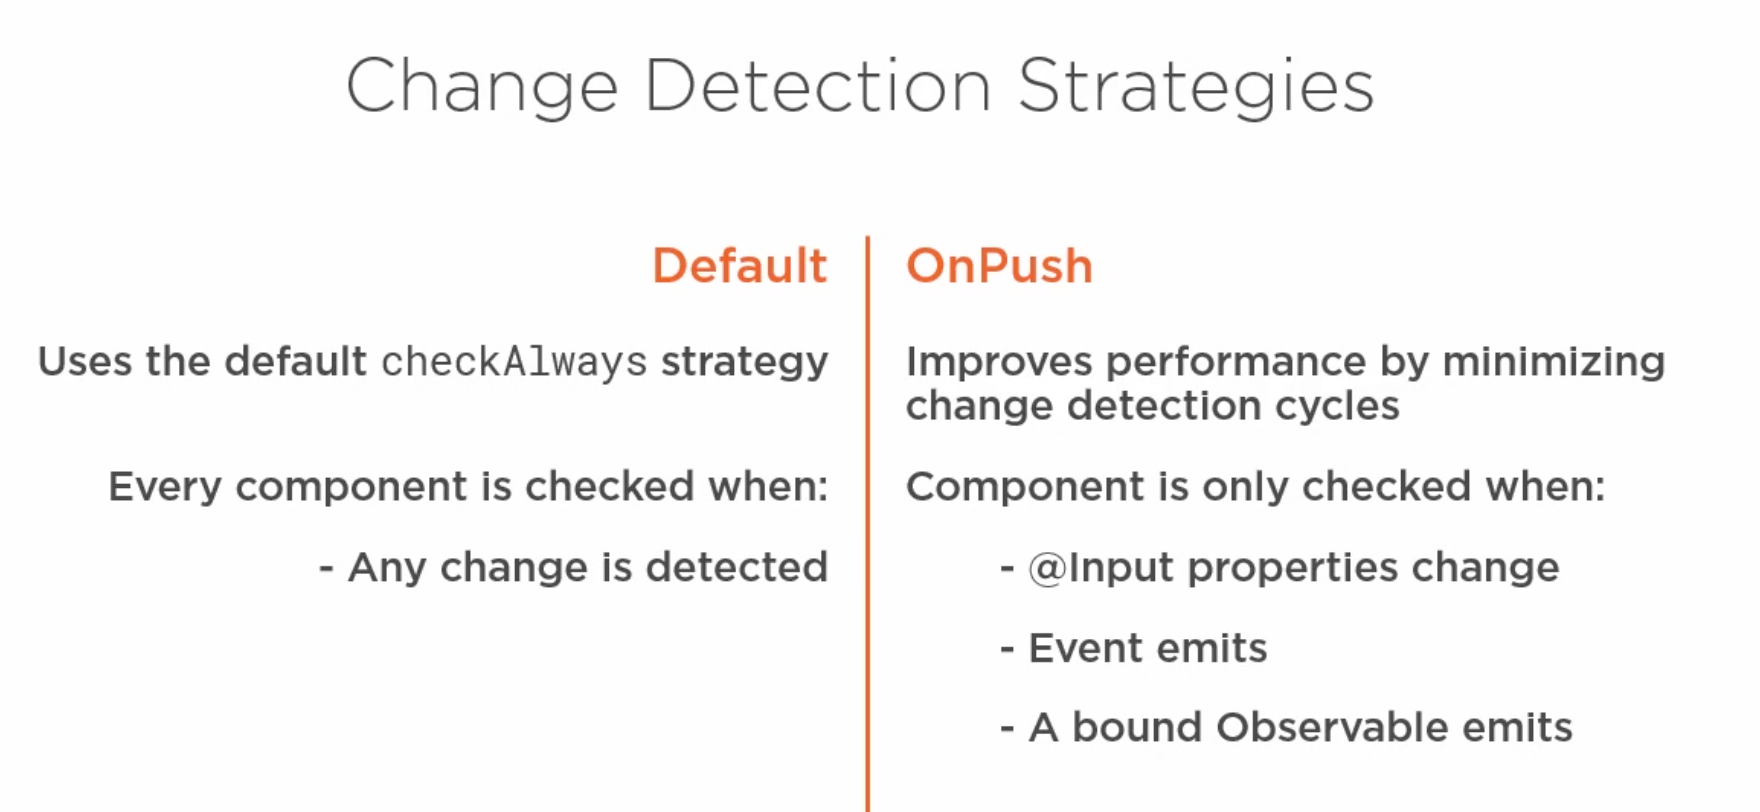 Change Detection Strategies
Default
Uses the default checkAlways strategy
Every component is checked when:
- Any change is detected
OnPush
Improves performance by minimizing
change detection cycles
Component is only checked when:
- @Input properties change
- Event emits
- A bound Observable emits